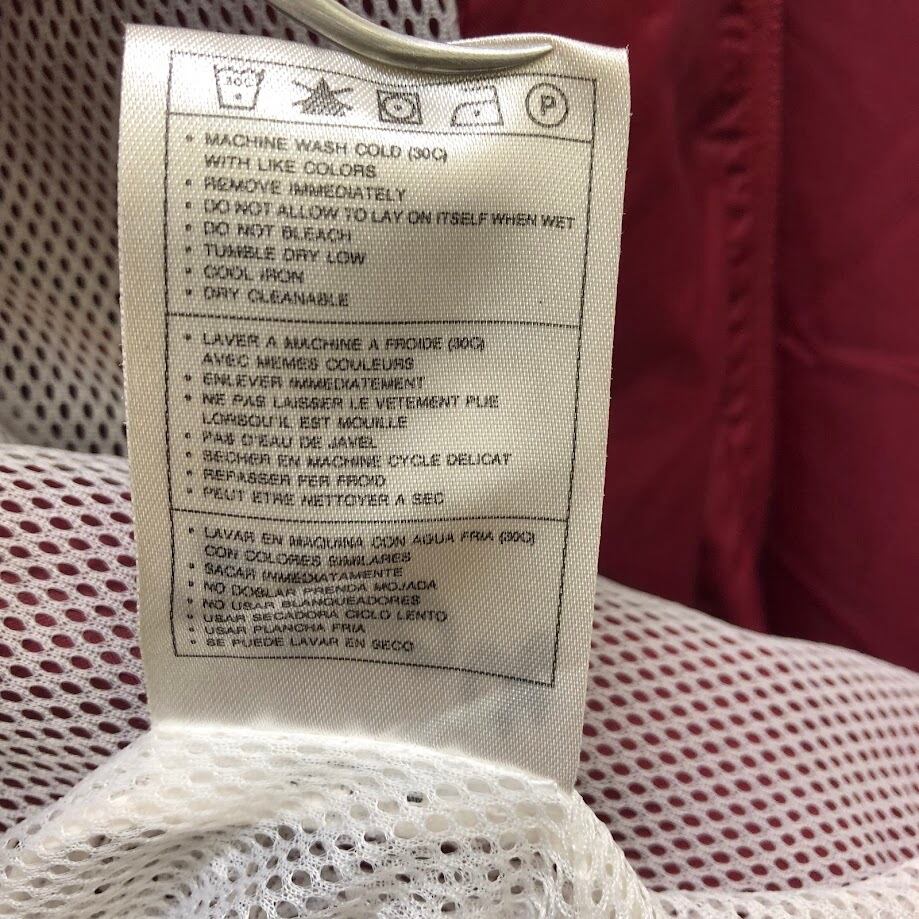 30C P
• MACHINE WASH COLD (30C)
WITH LIKE COLORS
• REMOVE IMMEDIATELY
• DO NOT ALLOW TO LAY ON ITSELF WHEN WET
• DO NOT BLEACH
• TUMBLE DRY LOW
• COOL IRON
• DRY CLEANABLE
• LAVER A MACHINE A FROIDE (30C)
AVEC MEMES COULEURS
• ENLEVER IMMEDIATEMENT
• NE PAS LAISSER LE VETEMENT PLIE
LORSQU'IL EST MOUILLE
• PAS D'EAU DE JAVEL
• SECHER EN MACHINE CYCLE DELICAT
• REPASSER FER FROID
• PEUT ETRE NETTOYER A SEC
• LAVAR EN MAQUINA CON AGUA FRIA (30C)
CON COLORES SIMILARES
• SACAR INMEDIATAMENTE
• NO DOBLAR PRENDA MOJADA
• NO USAR BLANQUEADORES
• USAR SECADORA CICLO LENTO
• USAR PLANCHA FRIA
• SE PUEDE LAVAR EN SECO